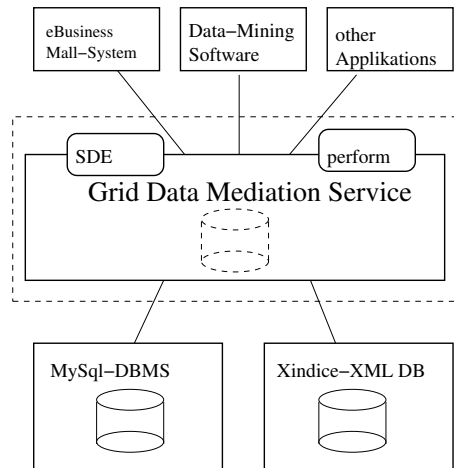 eBusiness
Mall-System
Data-Mining
Software
other
Applikations
SDE
perform
Grid Data Mediation Service
MySql-DBMS
Xindice-XML DB